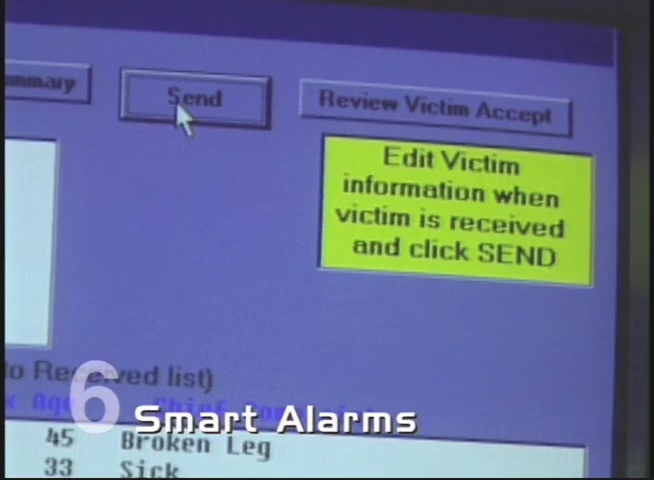 Send
Review Victim Accept
Edit Victim
information when
victim is received
and click SEND
Received list)
6
Smart Alarms
45 Broken Leg
33 Sick